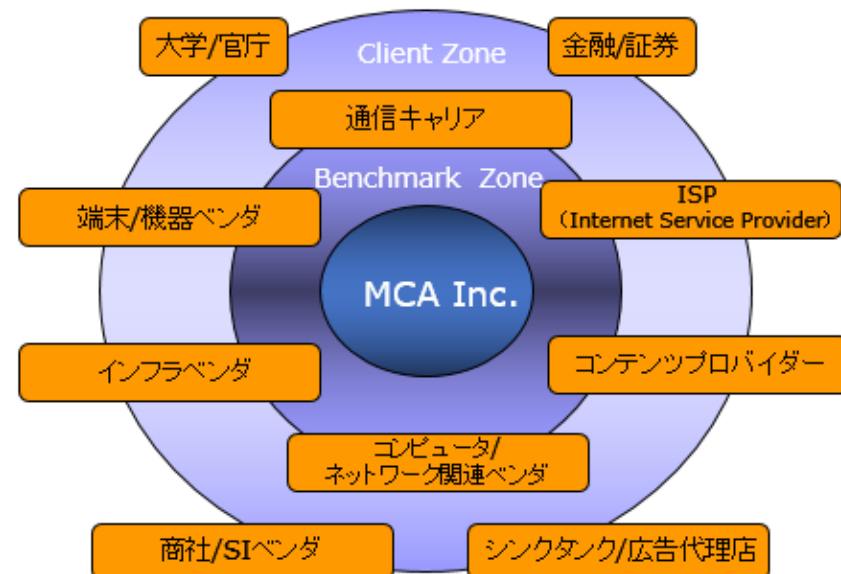 大学/官庁
Client Zone
金融/証券
通信キャリア
Benchmark Zone
端末/機器ベンダ
ISP
（Internet Service Provider）
MCA Inc.
インフラベンダ
コンテンツプロバイダー
コンピュータ/
ネットワーク関連ベンダ
商社/SIベンダ
シンクタンク/広告代理店